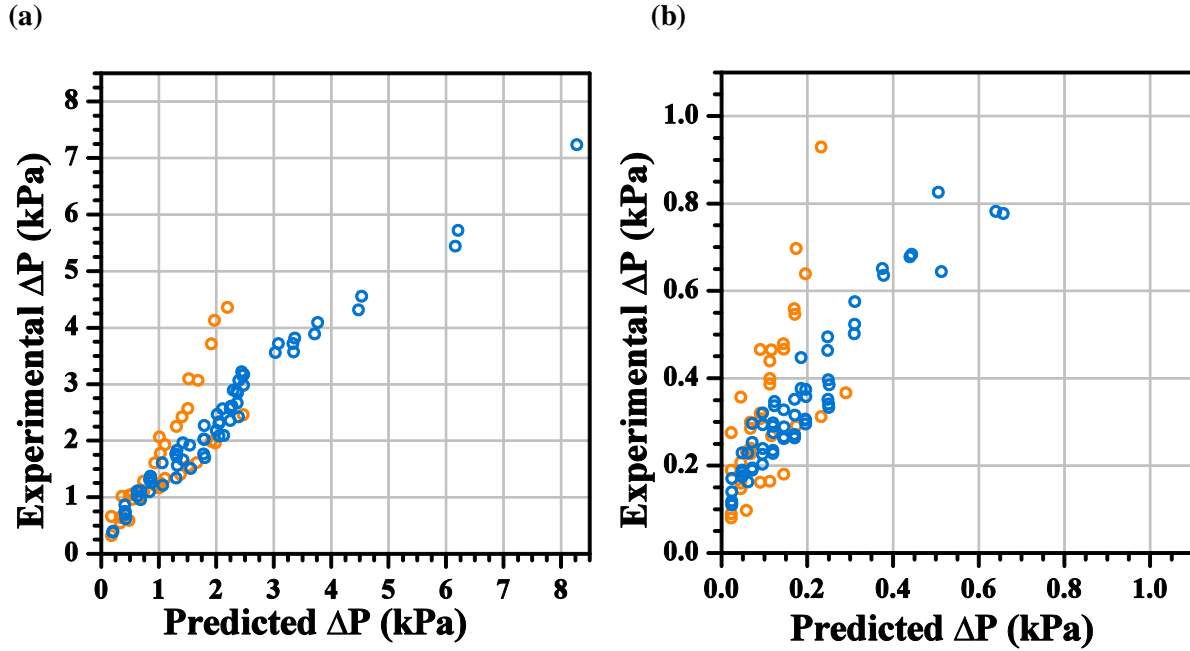 (a)
(b)
8
7
6
5
4
3
2
1
0
Experimental ΔP (kPa)
0 1 2 3 4 5 6 7 8
Predicted ΔP (kPa)
1.0
0.8
0.6
0.4
0.2
0.0
Experimental ΔP (kPa)
0.0 0.2 0.4 0.6 0.8 1.0
Predicted ΔP (kPa)